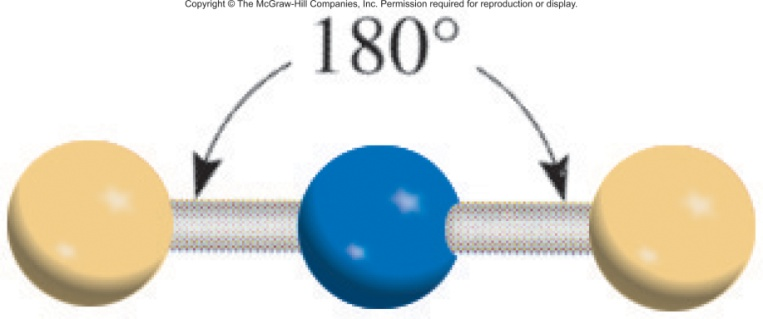 Copyright © The McGraw-Hill Companies, Inc. Permission required for reproduction or display.
180°